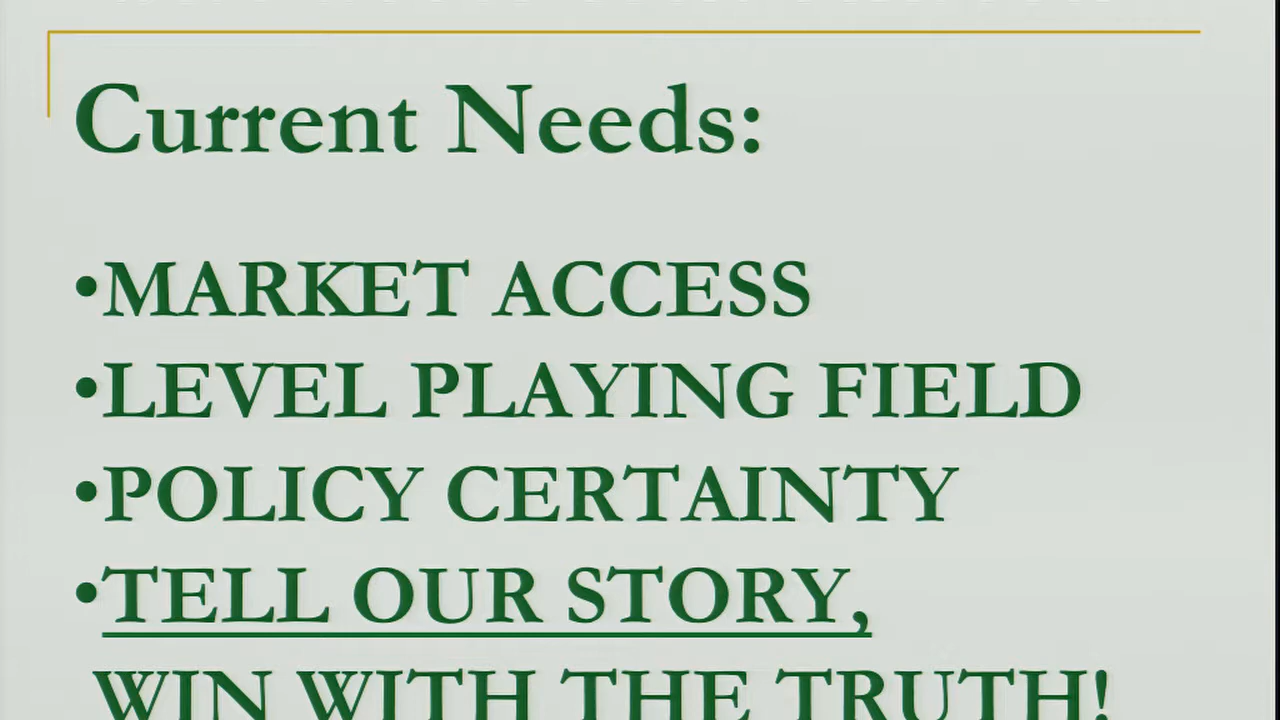 Current Needs:
•MARKET ACCESS
•LEVEL PLAYING FIELD
•POLICY CERTAINTY
•TELL OUR STORY,
WIN WITH THE TRUTH!